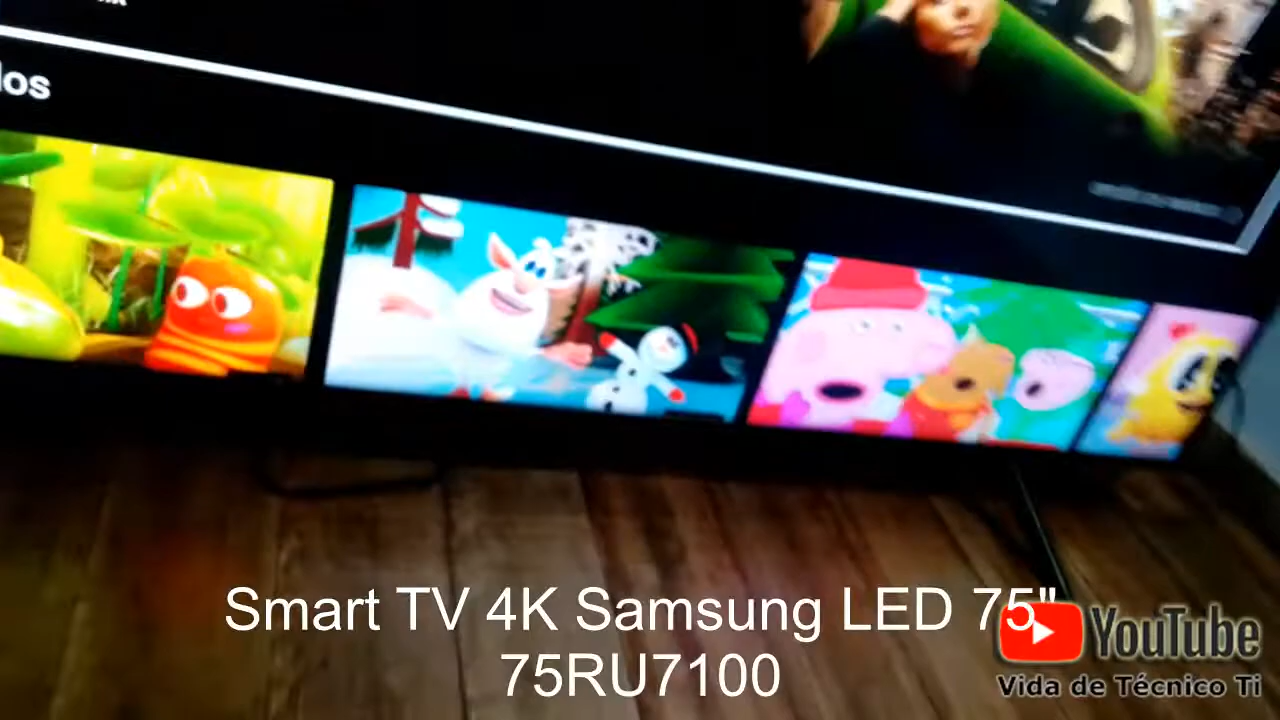 los
Smart TV 4K Samsung LED 75"
75RU7100
YouTube
Vida de Técnico Ti